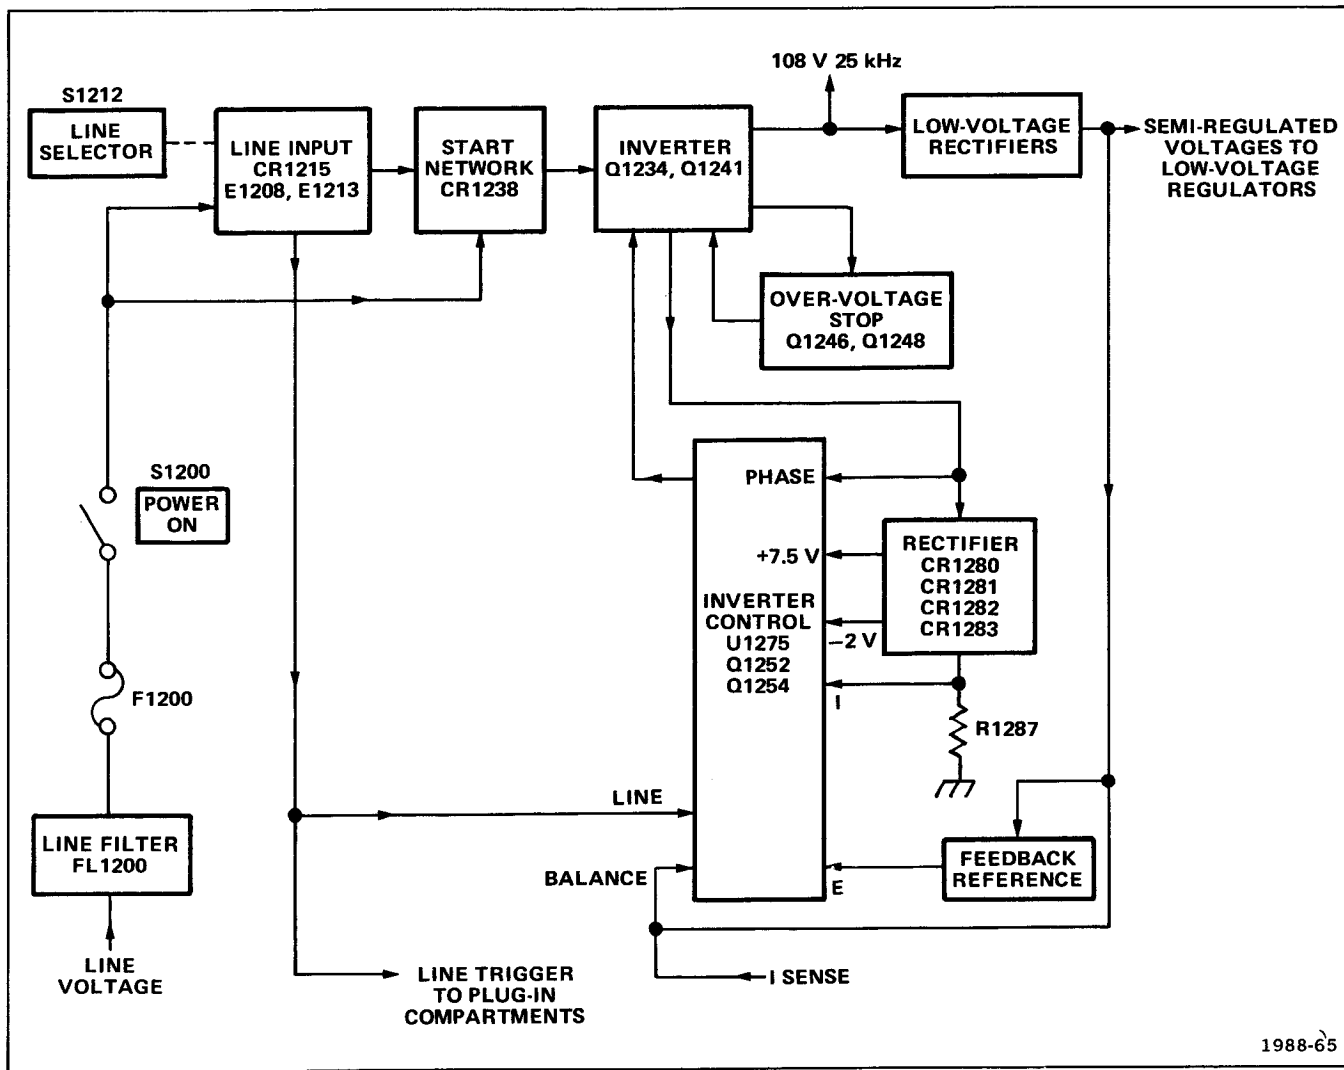 108 V 25 kHz
S1212
LINE
SELECTOR
LINE INPUT
CR1215
E1208, E1213
START
NETWORK
CR1238
INVERTER
Q1234, Q1241
LOW-VOLTAGE
RECTIFIERS
SEMI-REGULATED
VOLTAGES TO
LOW-VOLTAGE
REGULATORS
OVER-VOLTAGE
STOP
Q1246, Q1248
S1200
POWER
ON
PHASE
+7.5 V
−2 V
I
INVERTER
CONTROL
U1275
Q1252
Q1254
RECTIFIER
CR1280
CR1281
CR1282
CR1283
F1200
R1287
LINE
BALANCE
E
FEEDBACK
REFERENCE
LINE FILTER
FL1200
LINE
VOLTAGE
LINE TRIGGER
TO PLUG-IN
COMPARTMENTS
I SENSE
1988-65